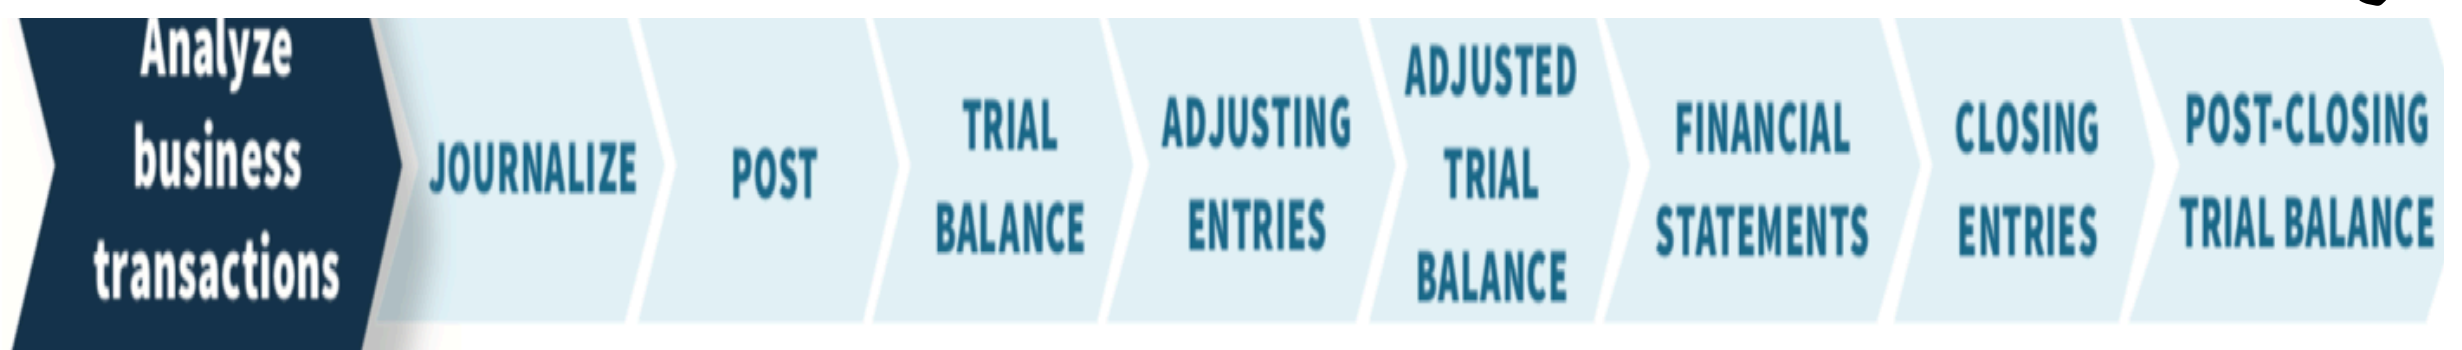 Analyze
business
transactions
JOURNALIZE
POST
TRIAL
BALANCE
ADJUSTING
ENTRIES
ADJUSTED
TRIAL
BALANCE
FINANCIAL
STATEMENTS
CLOSING
ENTRIES
POST-CLOSING
TRIAL BALANCE